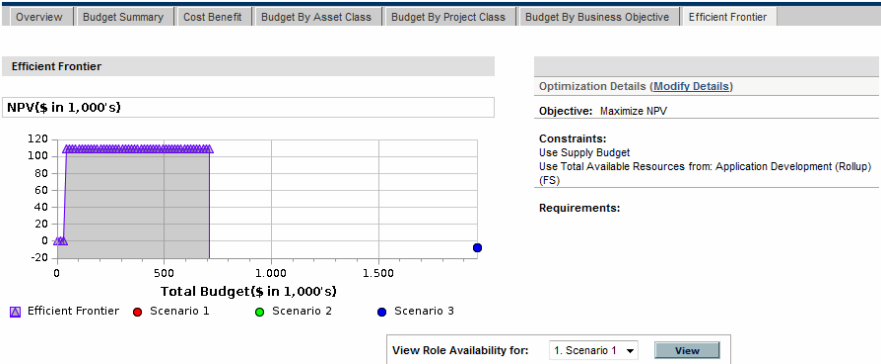 Overview Budget Summary Cost Benefit Budget By Asset Class Budget By Project Class Budget By Business Objective Efficient Frontier
Efficient Frontier
NPV($ in 1,000's)
120
100
80
60
40
20
0
-20
0 500 1.000 1.500
Total Budget($ in 1,000's)
Efficient Frontier Scenario 1 Scenario 2 Scenario 3
Optimization Details (Modify Details)
Objective: Maximize NPV
Constraints:
Use Supply Budget
Use Total Available Resources from: Application Development (Rollup)
(FS)
Requirements:
View Role Availability for: 1. Scenario 1 View